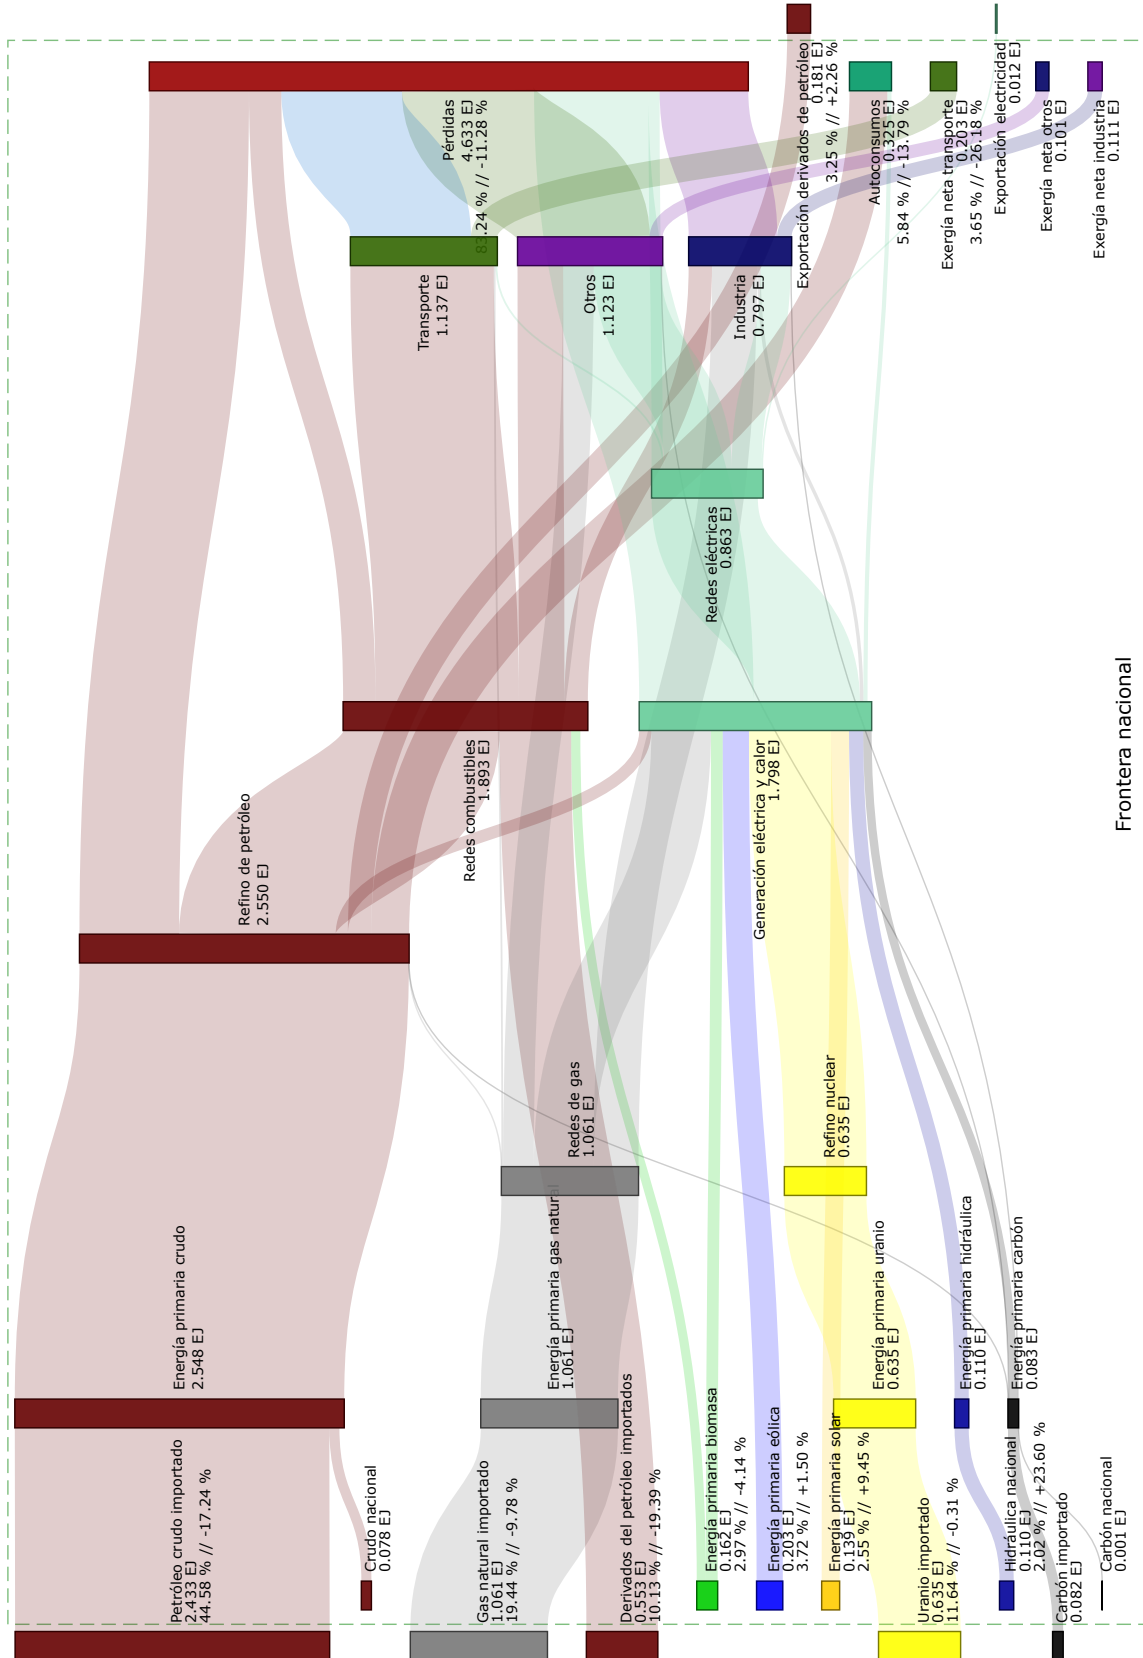 Petróleo crudo importado
2.433 EJ
44.58 % // -17.24 %
Crudo nacional
0.078 EJ
Gas natural importado
1.061 EJ
19.44 % // -9.78 %
Derivados del petróleo importados
0.553 EJ
10.13 % // -19.39 %
Energía primaria biomasa
0.162 EJ
2.97 % // -4.14 %
Energía primaria eólica
0.203 EJ
3.72 % // +1.50 %
Energía primaria solar
0.139 EJ
2.55 % // +9.45 %
Uranio importado
0.635 EJ
11.64 % // -0.31 %
Hidráulica nacional
0.110 EJ
2.02 % // +23.60 %
Carbón importado
0.082 EJ
Carbón nacional
0.001 EJ
Energía primaria crudo
2.548 EJ
Energía primaria gas natural
1.061 EJ
Energía primaria uranio
0.635 EJ
Energía primaria hidráulica
0.110 EJ
Energía primaria carbón
0.083 EJ
Redes de gas
1.061 EJ
Refino nuclear
0.635 EJ
Refino de petróleo
2.550 EJ
Redes combustibles
1.893 EJ
Generación eléctrica y calor
1.798 EJ
Redes eléctricas
0.863 EJ
Transporte
1.137 EJ
Otros
1.123 EJ
Industria
0.797 EJ
Pérdidas
4.633 EJ
83.24 % // -11.28 %
Exportación derivados de petróleo
0.181 EJ
3.25 % // +2.26 %
Autoconsumos
0.325 EJ
5.84 % // -13.79 %
Exergía neta transporte
0.203 EJ
3.65 % // -26.18 %
Exportación electricidad
0.012 EJ
Exergía neta otros
0.101 EJ
Exergía neta industria
0.111 EJ
Frontera nacional